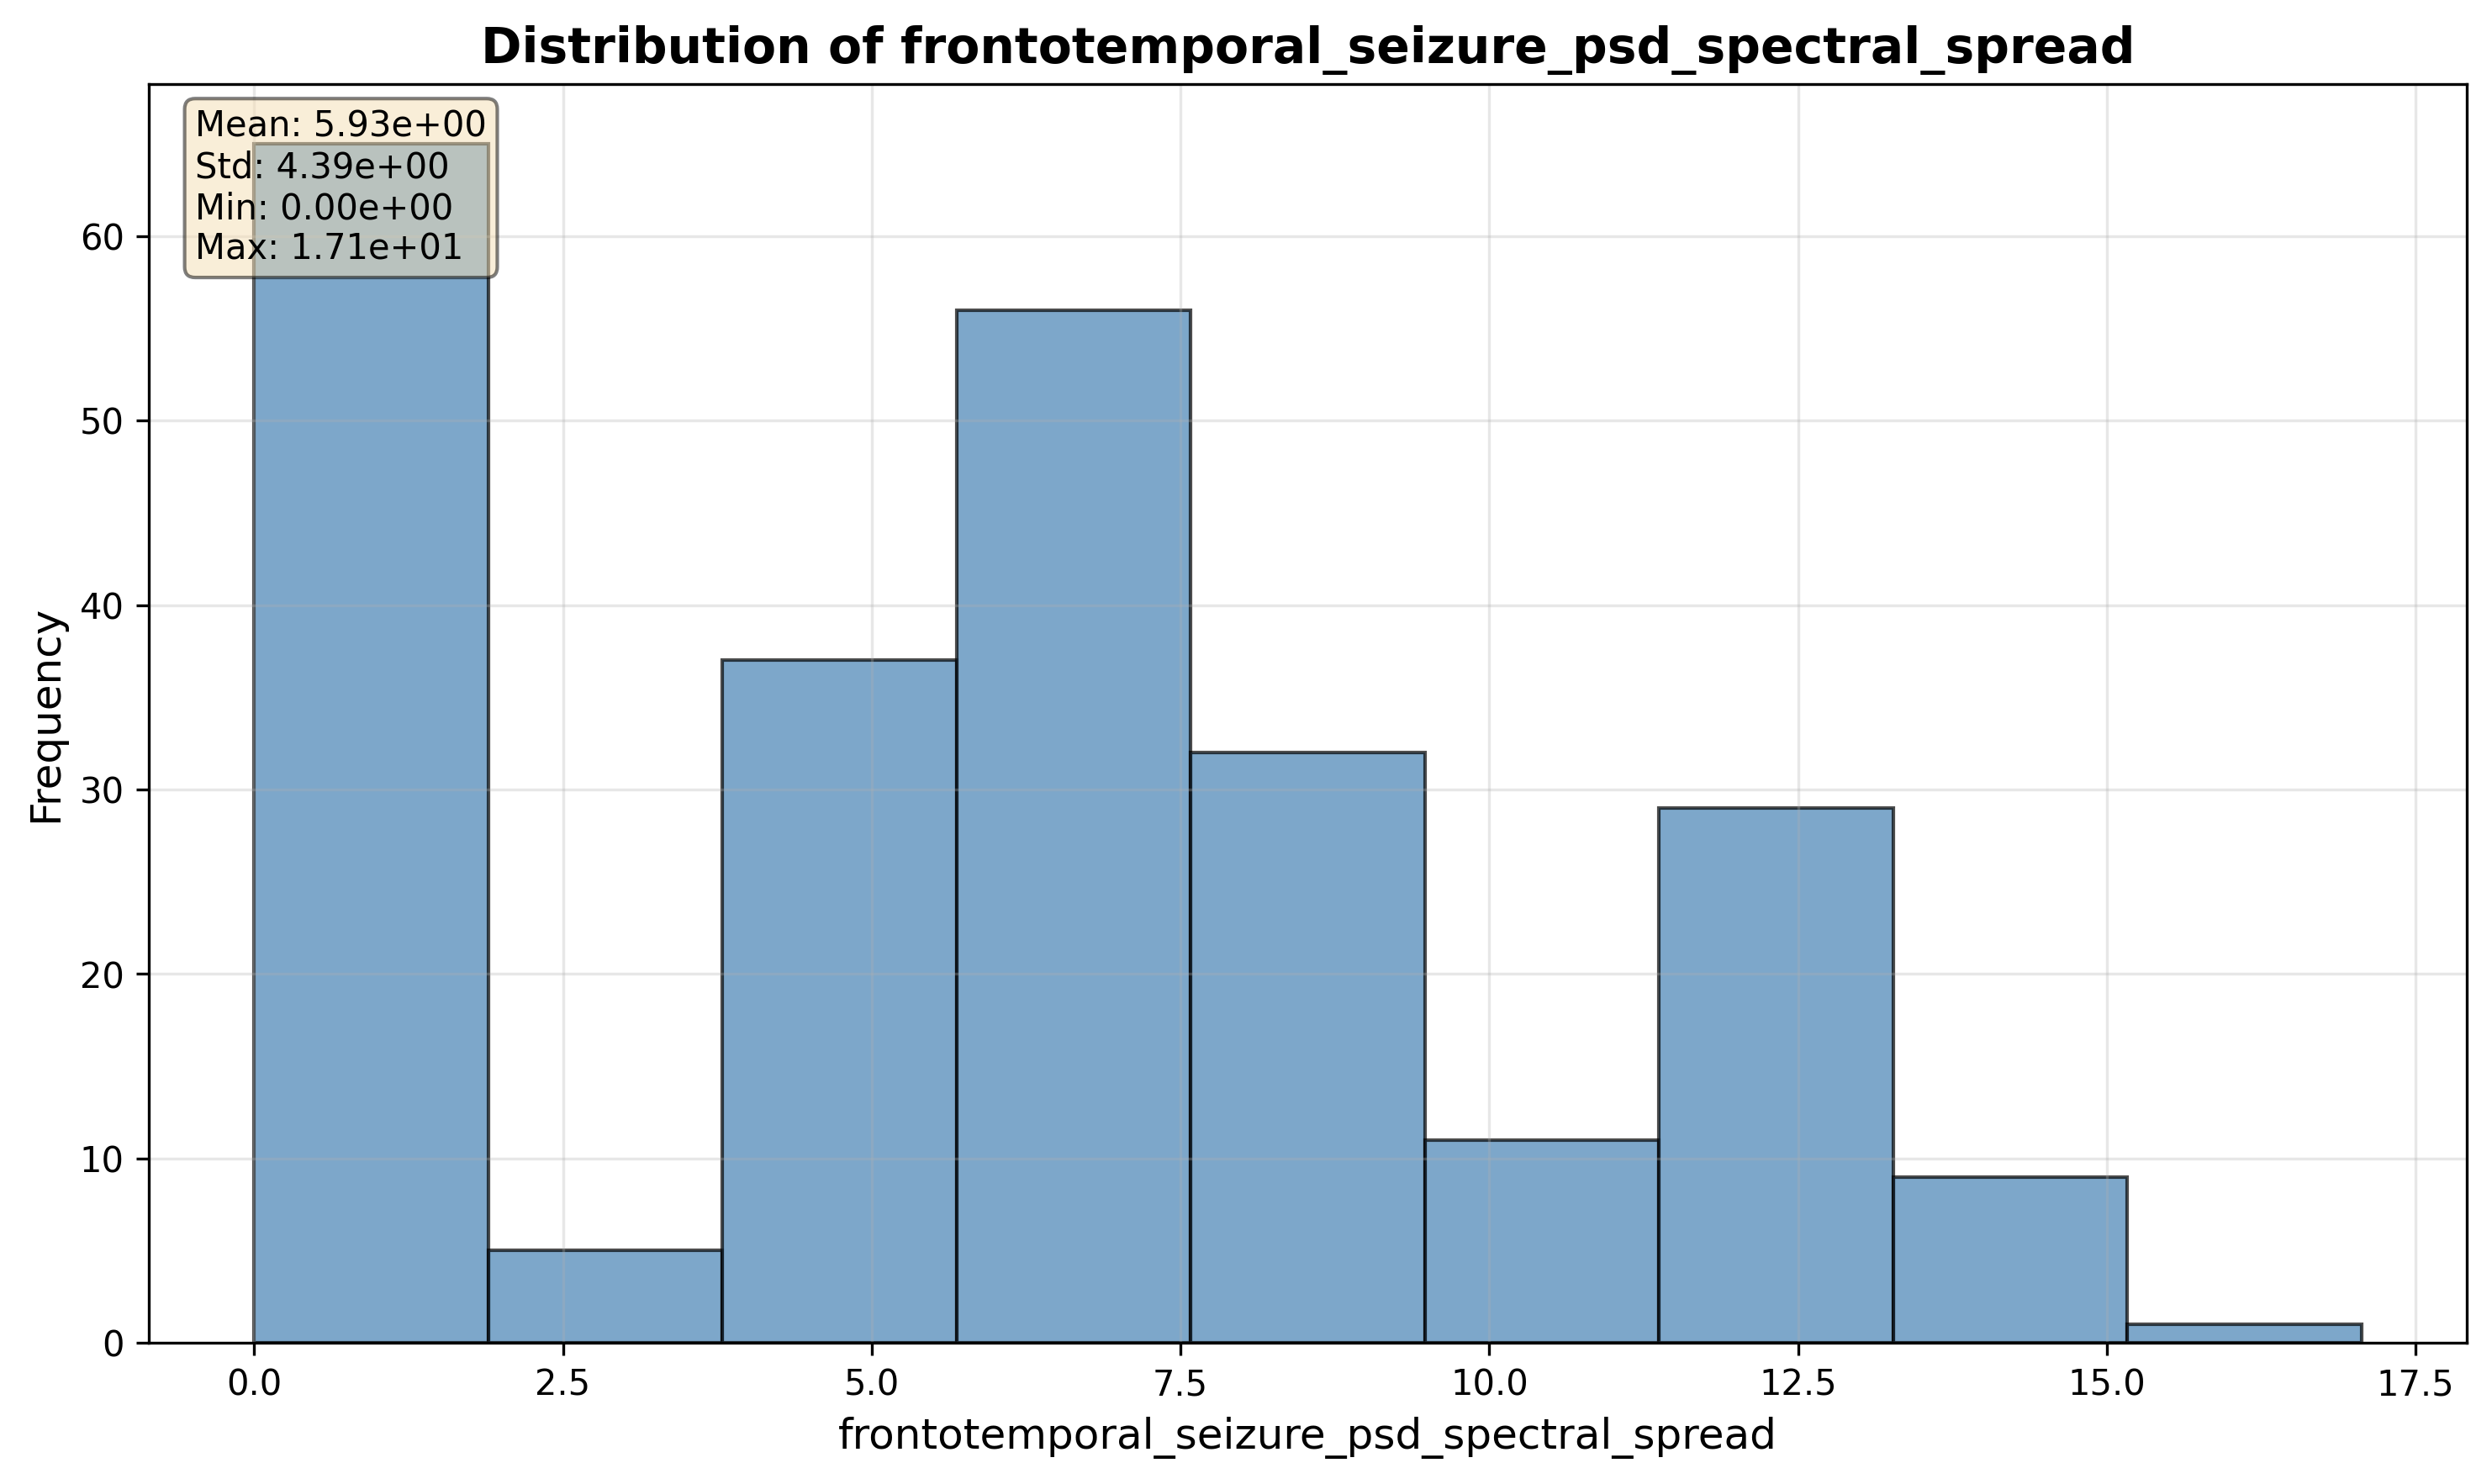 Distribution of frontotemporal_seizure_psd_spectral_spread
Mean: 5.93e+00
Std: 4.39e+00
Min: 0.00e+00
Max: 1.71e+01
Frequency
60
50
40
30
20
10
0
0.0 2.5 5.0 7.5 10.0 12.5 15.0 17.5
frontotemporal_seizure_psd_spectral_spread